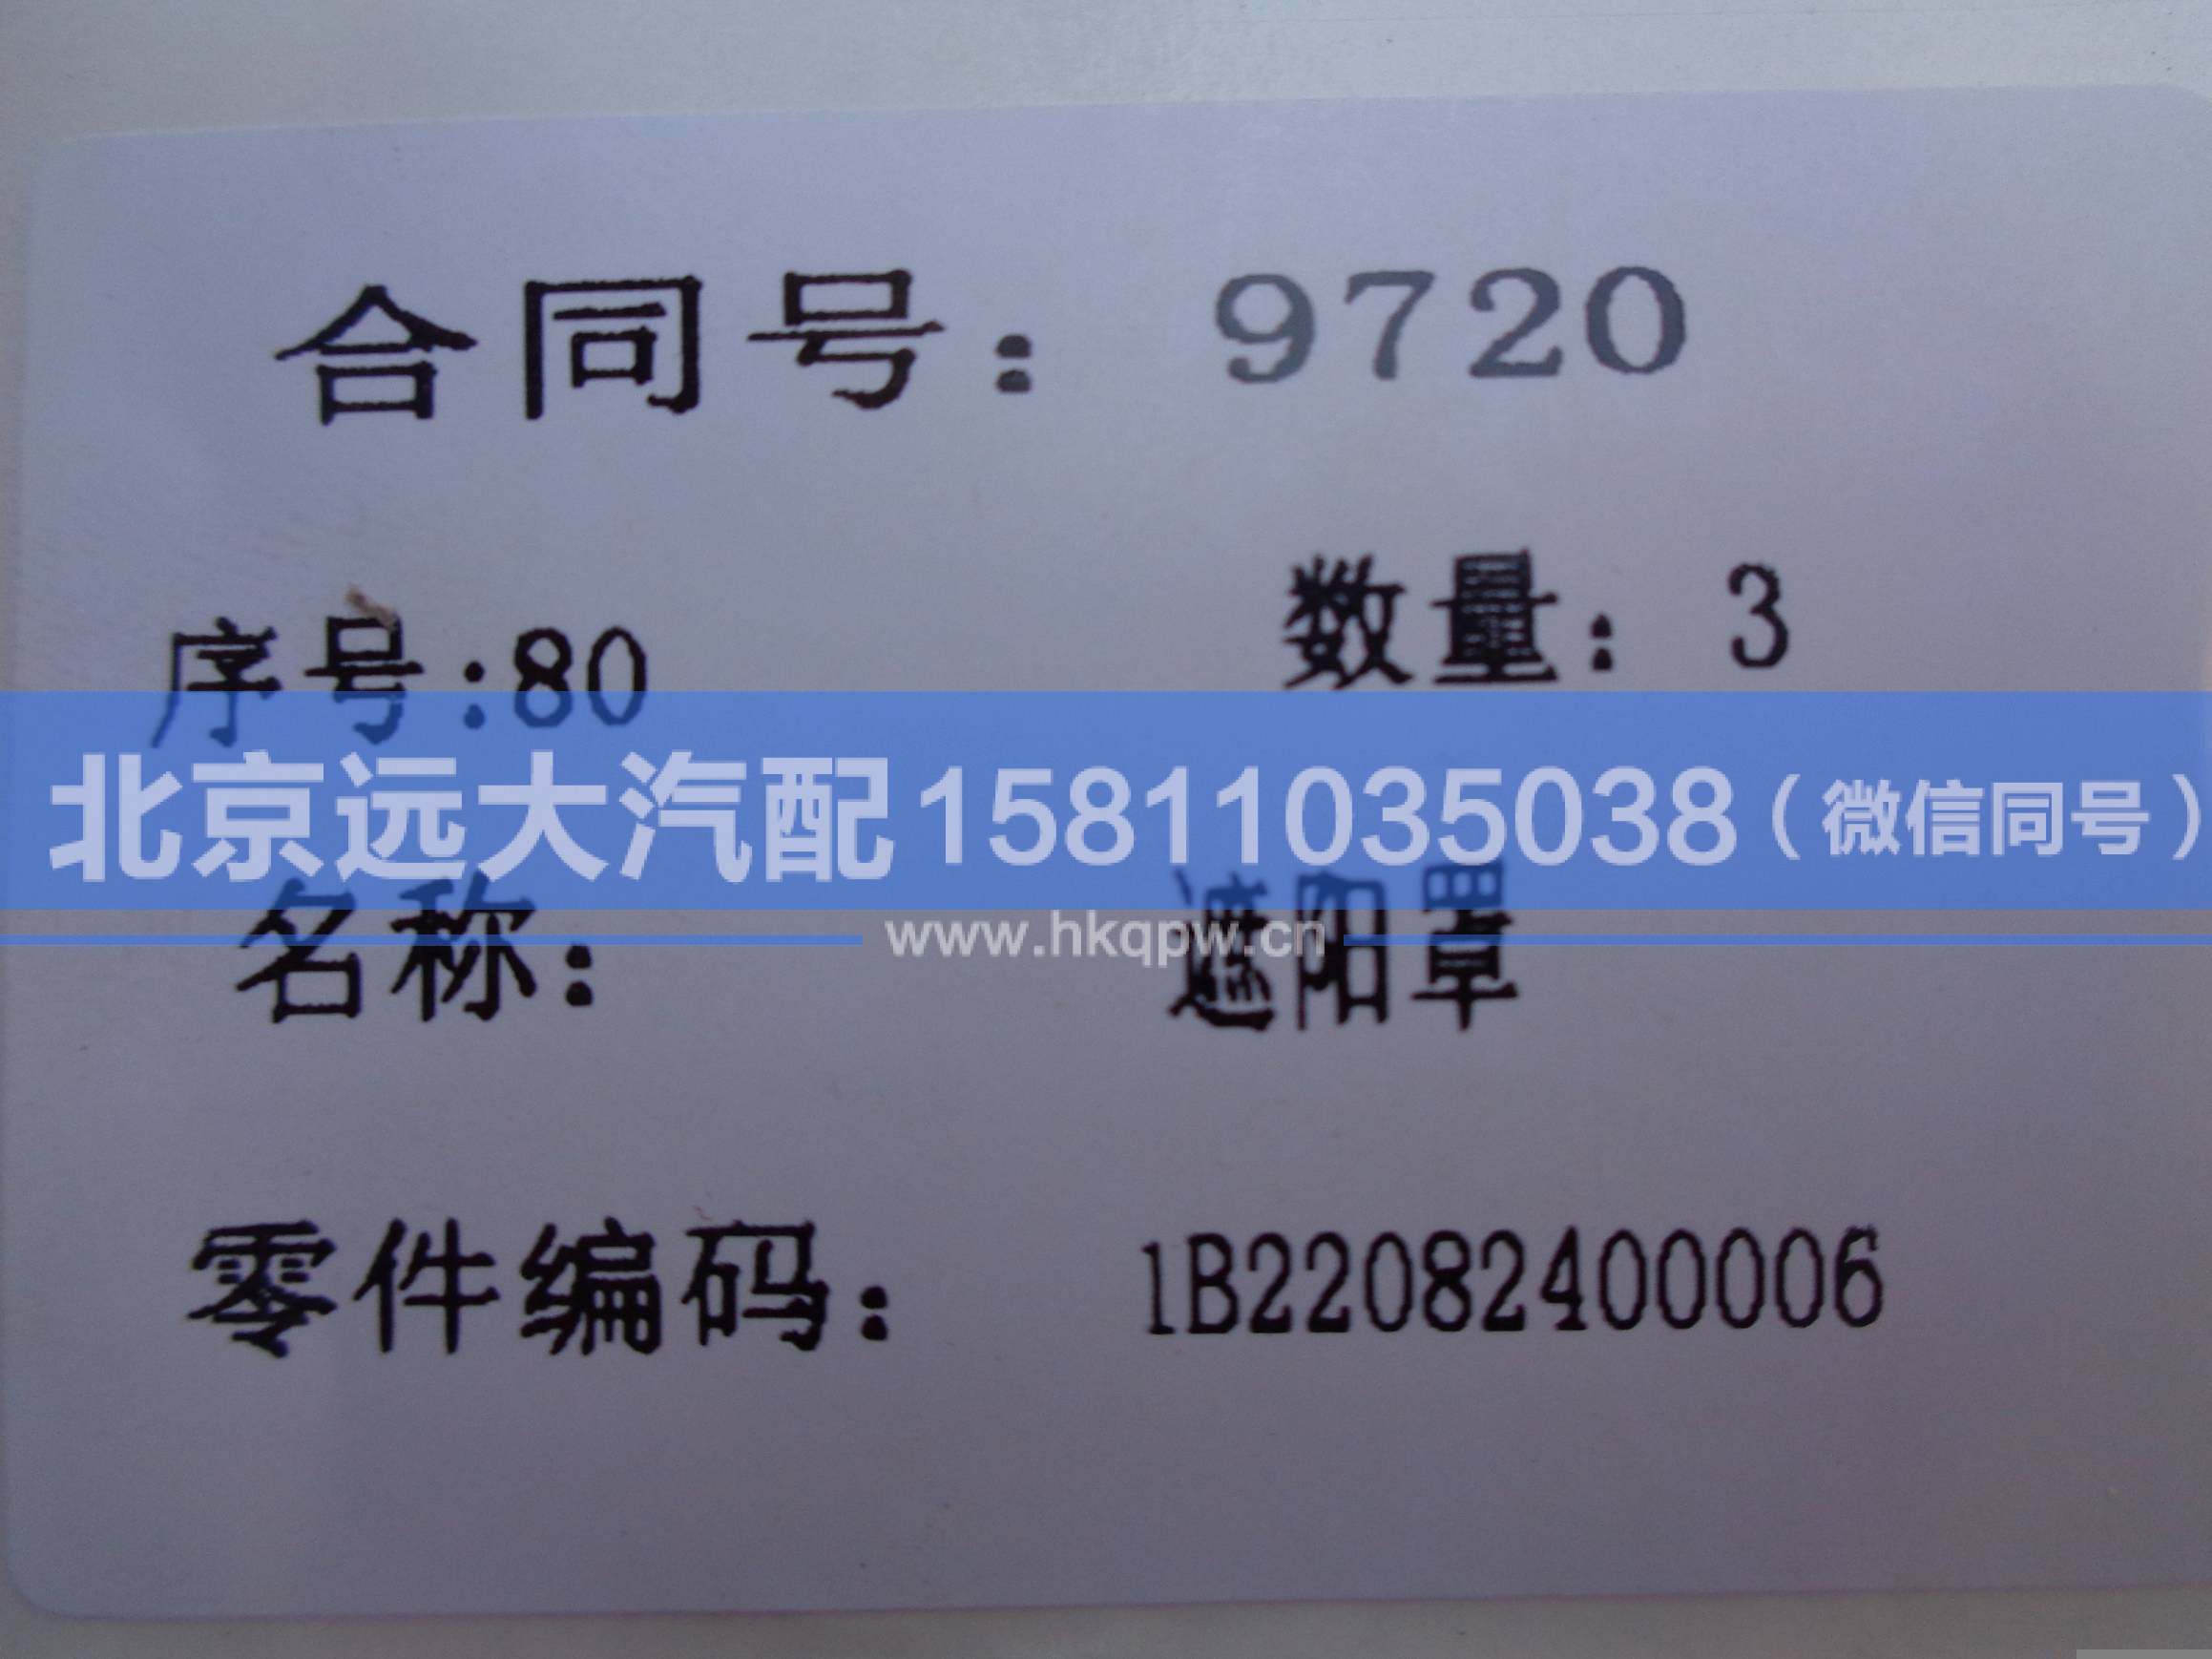 合同号： 9720
数量： 3
序号:80
北京远大汽配15811035038（微信同号）
www.hkqpw.cn
名称： 遮阳罩
零件编码： 1B22082400006